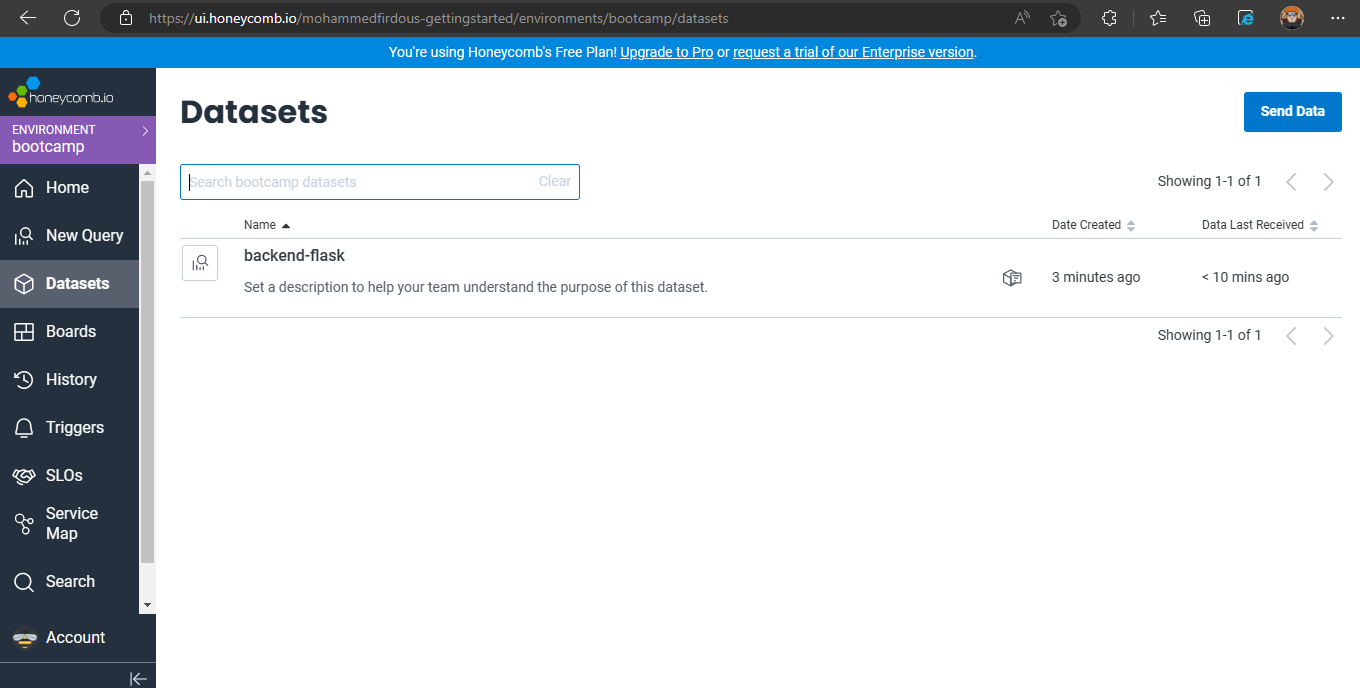 https://ui.honeycomb.io/mohammedfirdous-gettingstarted/environments/bootcamp/datasets
You're using Honeycomb's Free Plan! Upgrade to Pro or request a trial of our Enterprise version.
honeycomb.io
ENVIRONMENT
bootcamp
Home
New Query
Datasets
Boards
History
Triggers
SLOs
Service
Map
Search
Account
Datasets
Send Data
Search bootcamp datasets Clear
Showing 1-1 of 1
Name Date Created Data Last Received
backend-flask
Set a description to help your team understand the purpose of this dataset. 3 minutes ago < 10 mins ago
Showing 1-1 of 1